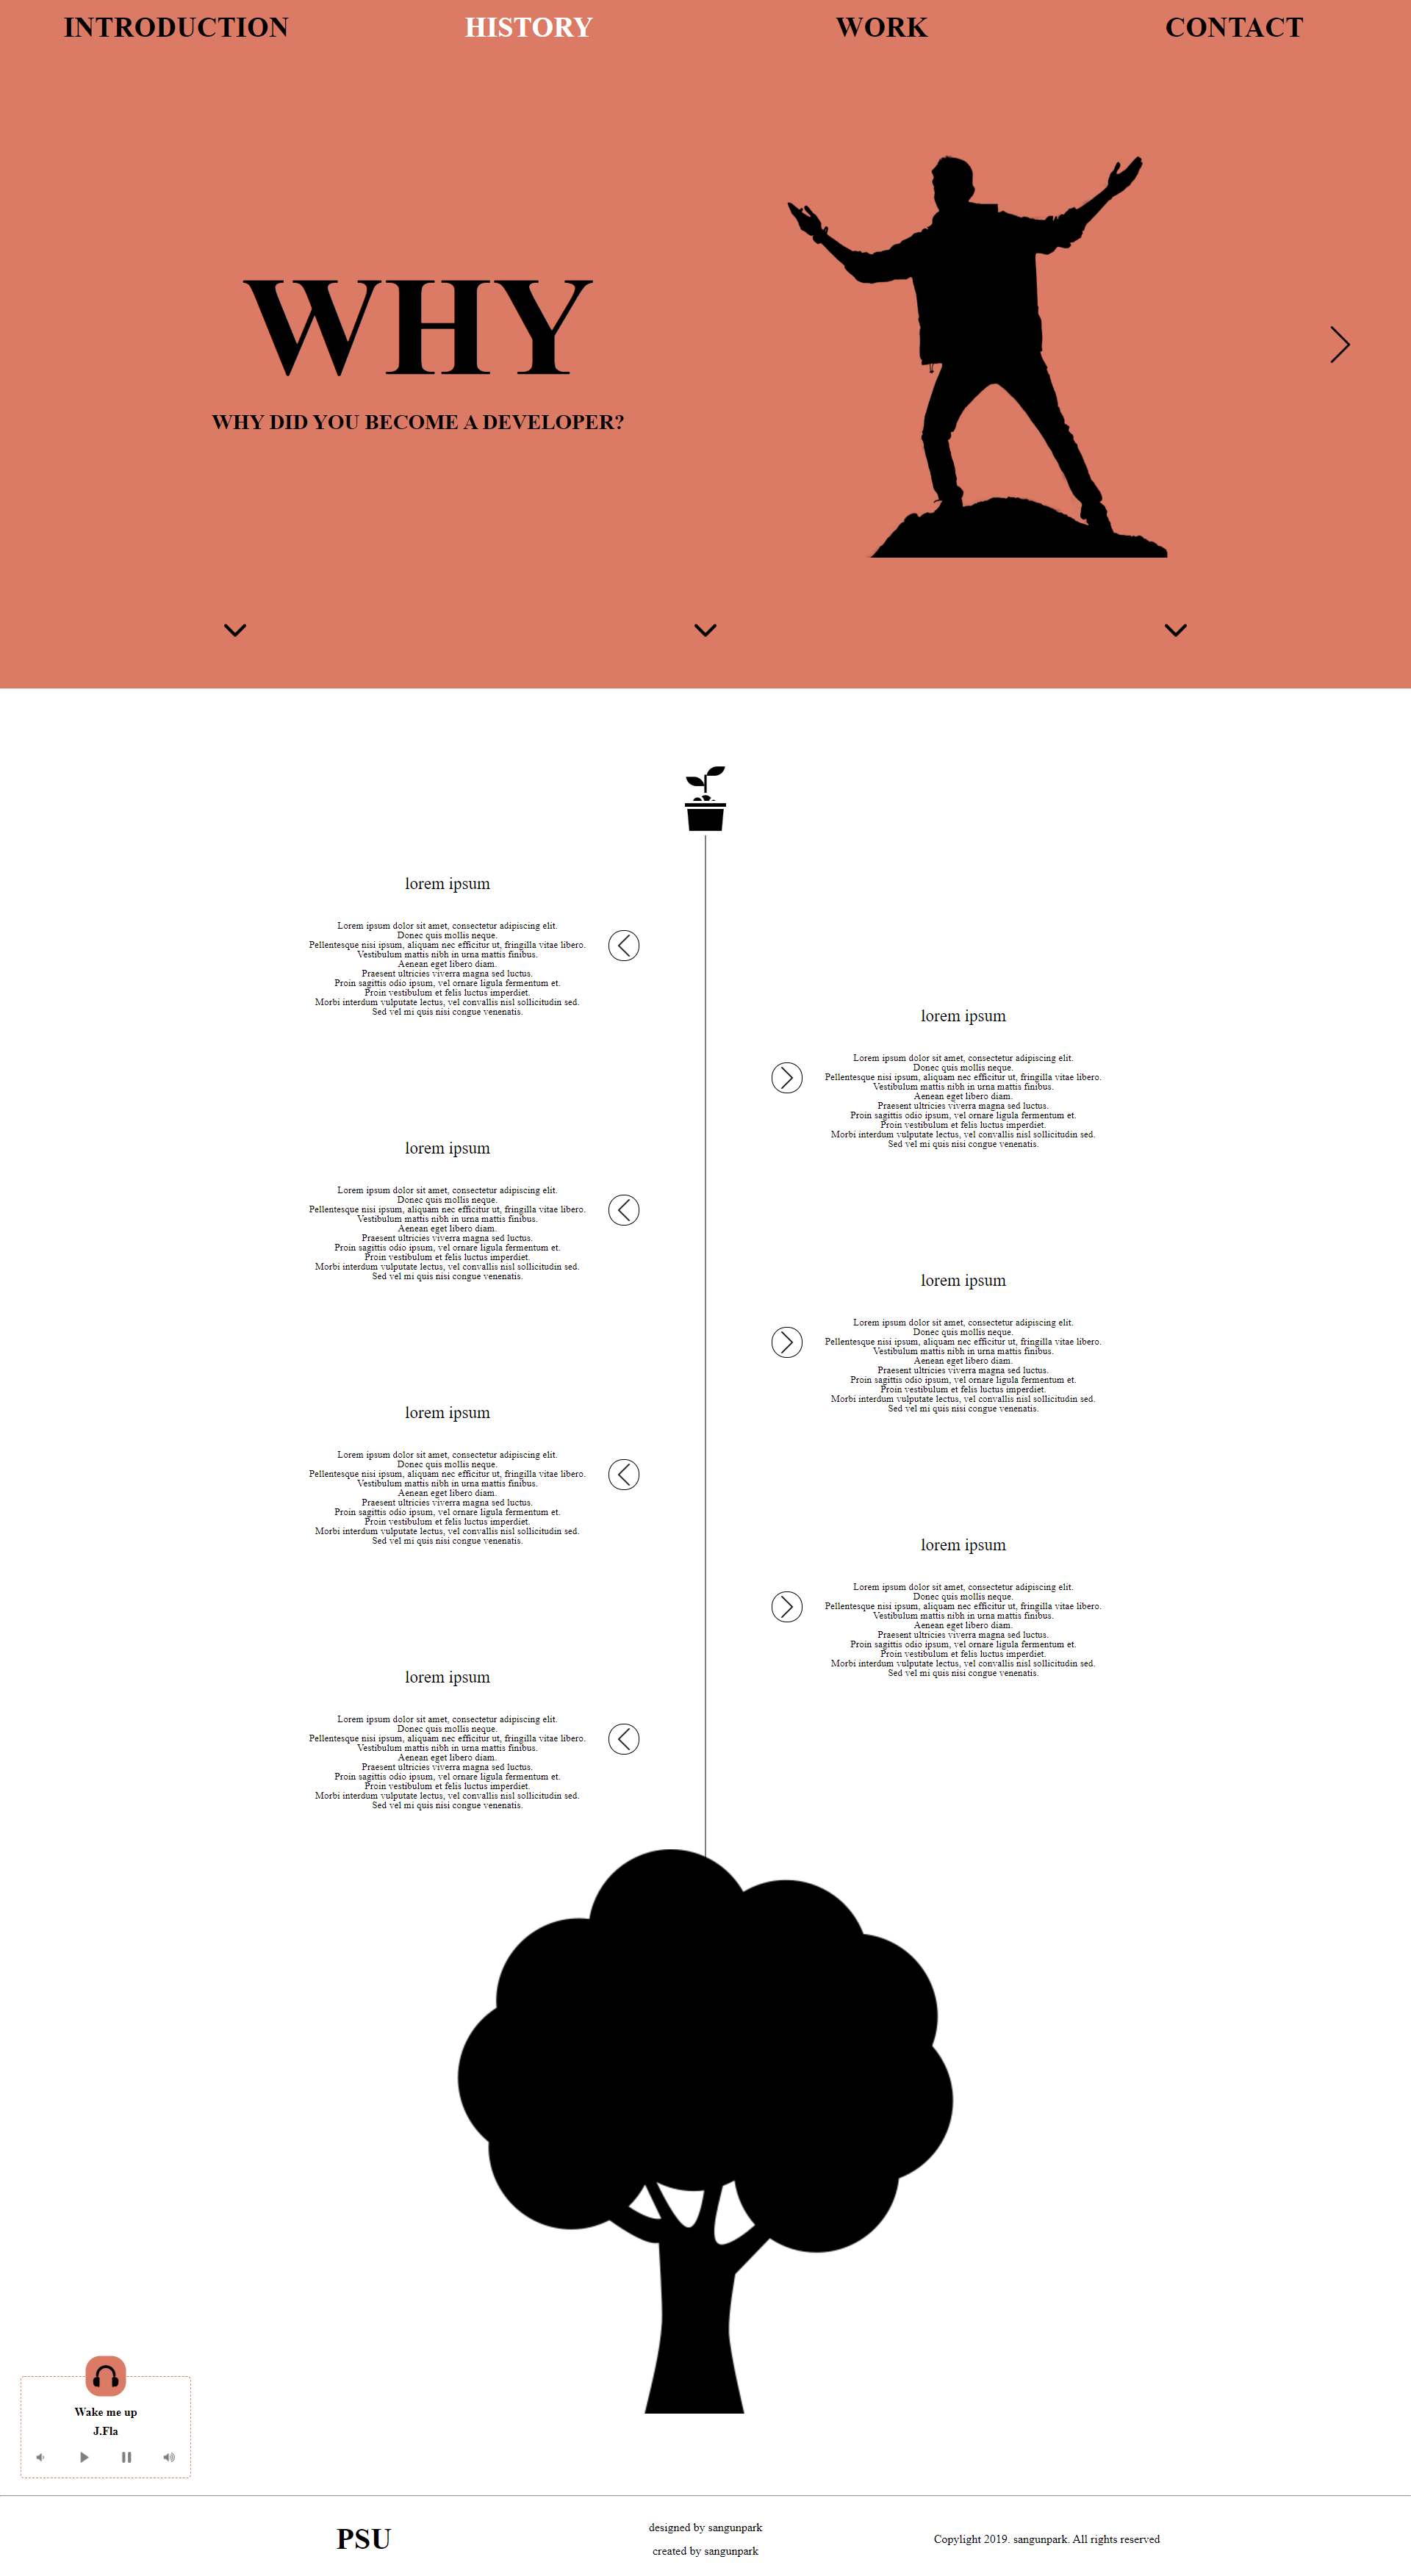 INTRODUCTION HISTORY WORK CONTACT
WHY
WHY DID YOU BECOME A DEVELOPER?
lorem ipsum
Lorem ipsum dolor sit amet, consectetur adipiscing elit.
Donec quis mollis neque.
Pellentesque nisi ipsum, aliquam nec efficitur ut, fringilla vitae libero.
Vestibulum mattis nibh in urna mattis finibus.
Aenean eget libero diam.
Praesent ultricies viverra magna sed luctus.
Proin sagittis odio ipsum, vel ornare ligula fermentum et.
Proin vestibulum et felis luctus imperdiet.
Morbi interdum vulputate lectus, vel convallis nisl sollicitudin sed.
Sed vel mi quis nisi congue venenatis.
lorem ipsum
Lorem ipsum dolor sit amet, consectetur adipiscing elit.
Donec quis mollis neque.
Pellentesque nisi ipsum, aliquam nec efficitur ut, fringilla vitae libero.
Vestibulum mattis nibh in urna mattis finibus.
Aenean eget libero diam.
Praesent ultricies viverra magna sed luctus.
Proin sagittis odio ipsum, vel ornare ligula fermentum et.
Proin vestibulum et felis luctus imperdiet.
Morbi interdum vulputate lectus, vel convallis nisl sollicitudin sed.
Sed vel mi quis nisi congue venenatis.
lorem ipsum
Lorem ipsum dolor sit amet, consectetur adipiscing elit.
Donec quis mollis neque.
Pellentesque nisi ipsum, aliquam nec efficitur ut, fringilla vitae libero.
Vestibulum mattis nibh in urna mattis finibus.
Aenean eget libero diam.
Praesent ultricies viverra magna sed luctus.
Proin sagittis odio ipsum, vel ornare ligula fermentum et.
Proin vestibulum et felis luctus imperdiet.
Morbi interdum vulputate lectus, vel convallis nisl sollicitudin sed.
Sed vel mi quis nisi congue venenatis.
lorem ipsum
Lorem ipsum dolor sit amet, consectetur adipiscing elit.
Donec quis mollis neque.
Pellentesque nisi ipsum, aliquam nec efficitur ut, fringilla vitae libero.
Vestibulum mattis nibh in urna mattis finibus.
Aenean eget libero diam.
Praesent ultricies viverra magna sed luctus.
Proin sagittis odio ipsum, vel ornare ligula fermentum et.
Proin vestibulum et felis luctus imperdiet.
Morbi interdum vulputate lectus, vel convallis nisl sollicitudin sed.
Sed vel mi quis nisi congue venenatis.
lorem ipsum
Lorem ipsum dolor sit amet, consectetur adipiscing elit.
Donec quis mollis neque.
Pellentesque nisi ipsum, aliquam nec efficitur ut, fringilla vitae libero.
Vestibulum mattis nibh in urna mattis finibus.
Aenean eget libero diam.
Praesent ultricies viverra magna sed luctus.
Proin sagittis odio ipsum, vel ornare ligula fermentum et.
Proin vestibulum et felis luctus imperdiet.
Morbi interdum vulputate lectus, vel convallis nisl sollicitudin sed.
Sed vel mi quis nisi congue venenatis.
lorem ipsum
Lorem ipsum dolor sit amet, consectetur adipiscing elit.
Donec quis mollis neque.
Pellentesque nisi ipsum, aliquam nec efficitur ut, fringilla vitae libero.
Vestibulum mattis nibh in urna mattis finibus.
Aenean eget libero diam.
Praesent ultricies viverra magna sed luctus.
Proin sagittis odio ipsum, vel ornare ligula fermentum et.
Proin vestibulum et felis luctus imperdiet.
Morbi interdum vulputate lectus, vel convallis nisl sollicitudin sed.
Sed vel mi quis nisi congue venenatis.
lorem ipsum
Lorem ipsum dolor sit amet, consectetur adipiscing elit.
Donec quis mollis neque.
Pellentesque nisi ipsum, aliquam nec efficitur ut, fringilla vitae libero.
Vestibulum mattis nibh in urna mattis finibus.
Aenean eget libero diam.
Praesent ultricies viverra magna sed luctus.
Proin sagittis odio ipsum, vel ornare ligula fermentum et.
Proin vestibulum et felis luctus imperdiet.
Morbi interdum vulputate lectus, vel convallis nisl sollicitudin sed.
Sed vel mi quis nisi congue venenatis.
Wake me up
J.Fla
PSU
designed by sangunpark
created by sangunpark
Copylight 2019. sangunpark. All rights reserved